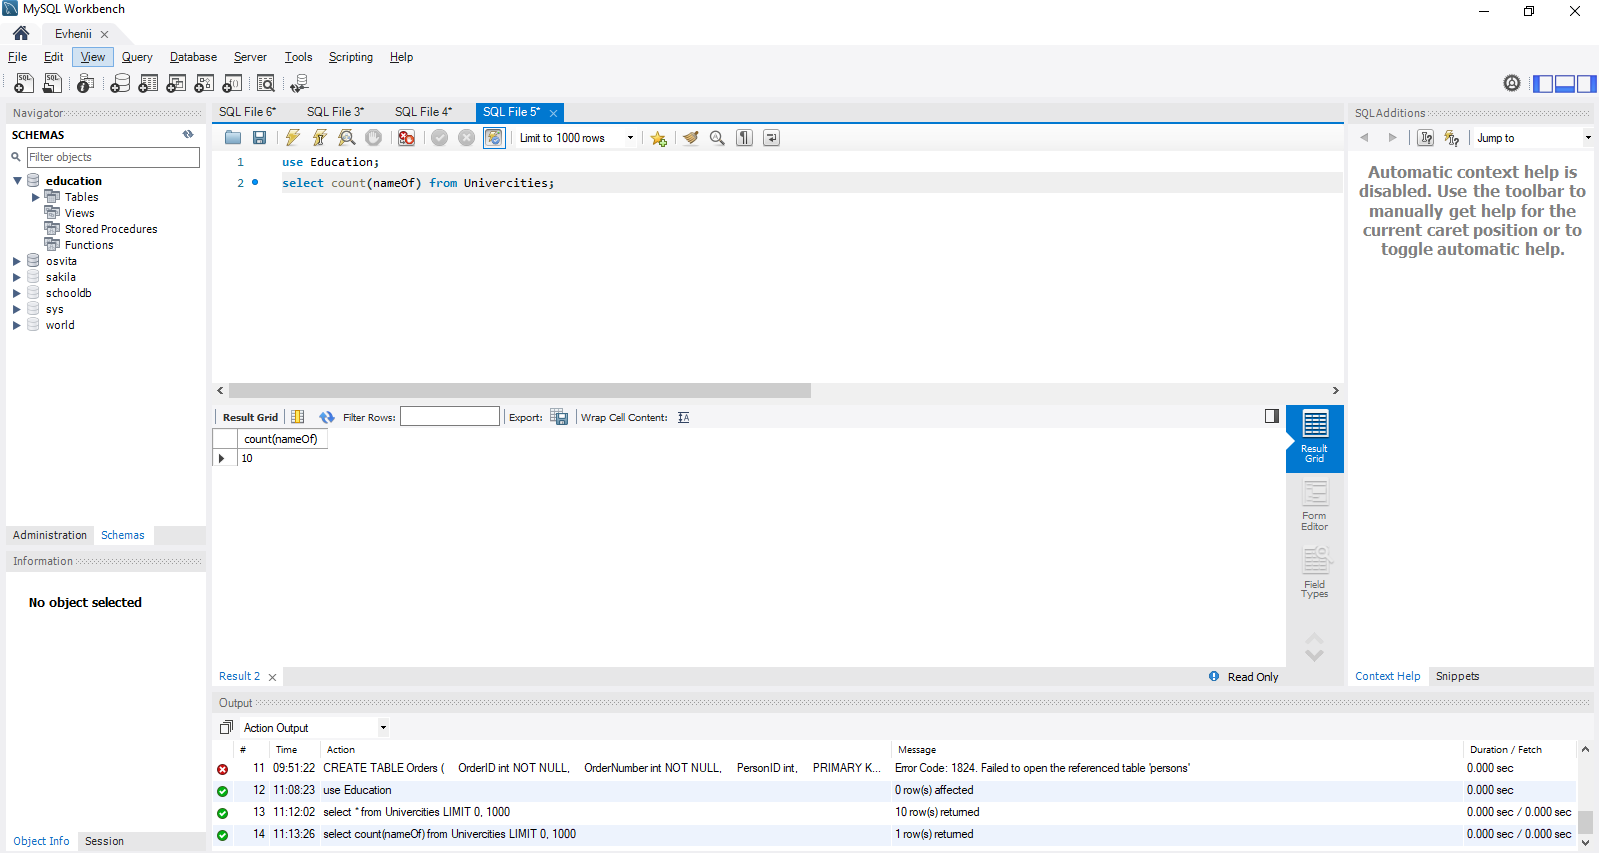 MySQL Workbench
Evhenii
File Edit View Query Database Server Tools Scripting Help
Navigator
SCHEMAS
Filter objects
education
Tables
Views
Stored Procedures
Functions
osvita
sakila
schooldb
sys
world
Administration Schemas
Information
No object selected
Object Info Session
SQL File 6* SQL File 3* SQL File 4* SQL File 5*
Limit to 1000 rows
1 use Education;
2 select count(nameOf) from Univercities;
Result Grid Filter Rows: Export: Wrap Cell Content:
count(nameOf)
10
Result Grid
Form Editor
Field Types
Result 2 Read Only
SQLAdditions
Jump to
Automatic context help is
disabled. Use the toolbar to
manually get help for the
current caret position or to
toggle automatic help.
Context Help Snippets
Output
Action Output
# Time Action Message Duration / Fetch
11 09:51:22 CREATE TABLE Orders ( OrderID int NOT NULL, OrderNumber int NOT NULL, PersonID int, PRIMARY K... Error Code: 1824. Failed to open the referenced table 'persons' 0.000 sec
12 11:08:23 use Education 0 row(s) affected 0.000 sec
13 11:12:02 select * from Univercities LIMIT 0, 1000 10 row(s) returned 0.000 sec / 0.000 sec
14 11:13:26 select count(nameOf) from Univercities LIMIT 0, 1000 1 row(s) returned 0.000 sec / 0.000 sec